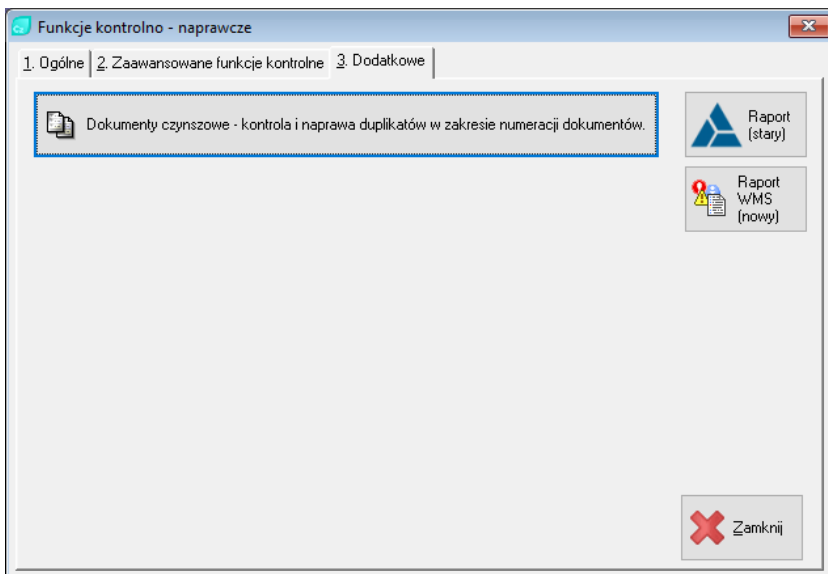 Funkcje kontrolno - naprawcze
1. Ogólne 2. Zaawansowane funkcje kontrolne 3. Dodatkowe
Dokumenty czynszowe - kontrola i naprawa duplikatów w zakresie numeracji dokumentów.
Raport
(stary)
Raport
WMS
(nowy)
Zamknij